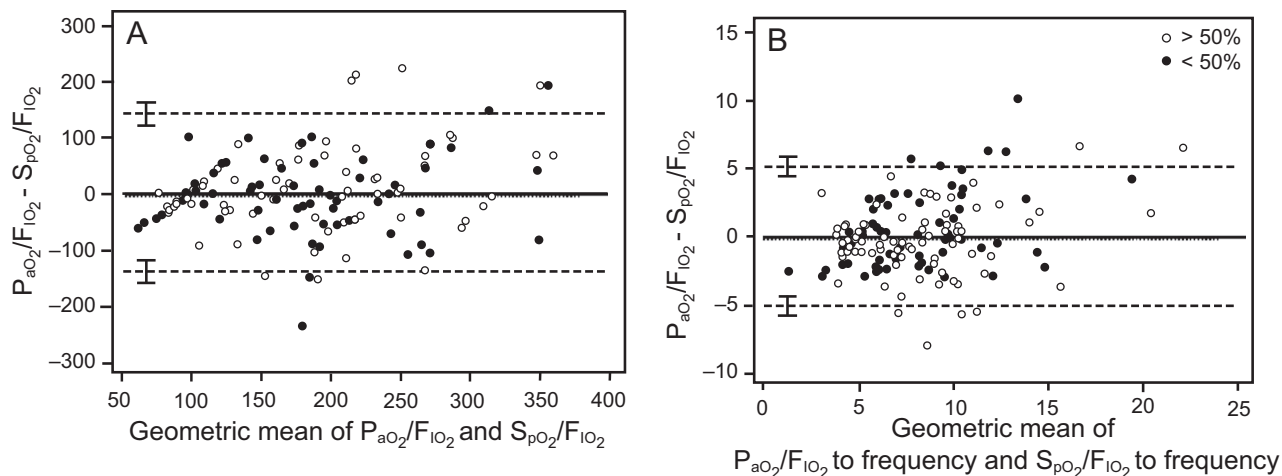 A
300
200
100
0
–100
–200
–300
PaO2/FIO2 - SpO2/FIO2
50 100 150 200 250 300 350 400
Geometric mean of PaO2/FIO2 and SpO2/FIO2
B
> 50%
< 50%
15
10
5
0
–5
–10
PaO2/FIO2 - SpO2/FIO2
0 5 10 15 20 25
Geometric mean of
PaO2/FIO2 to frequency and SpO2/FIO2 to frequency